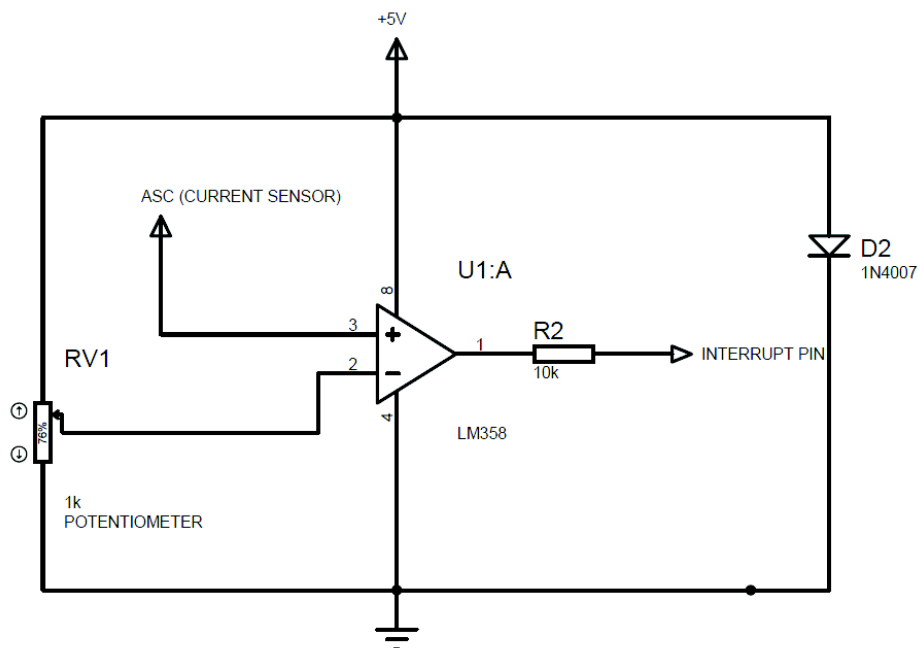 +5V
ASC (CURRENT SENSOR)
U1:A
D2
1N4007
8
3
2
1
4
+
−
R2
10k
INTERRUPT PIN
RV1
76%
LM358
1k
POTENTIOMETER